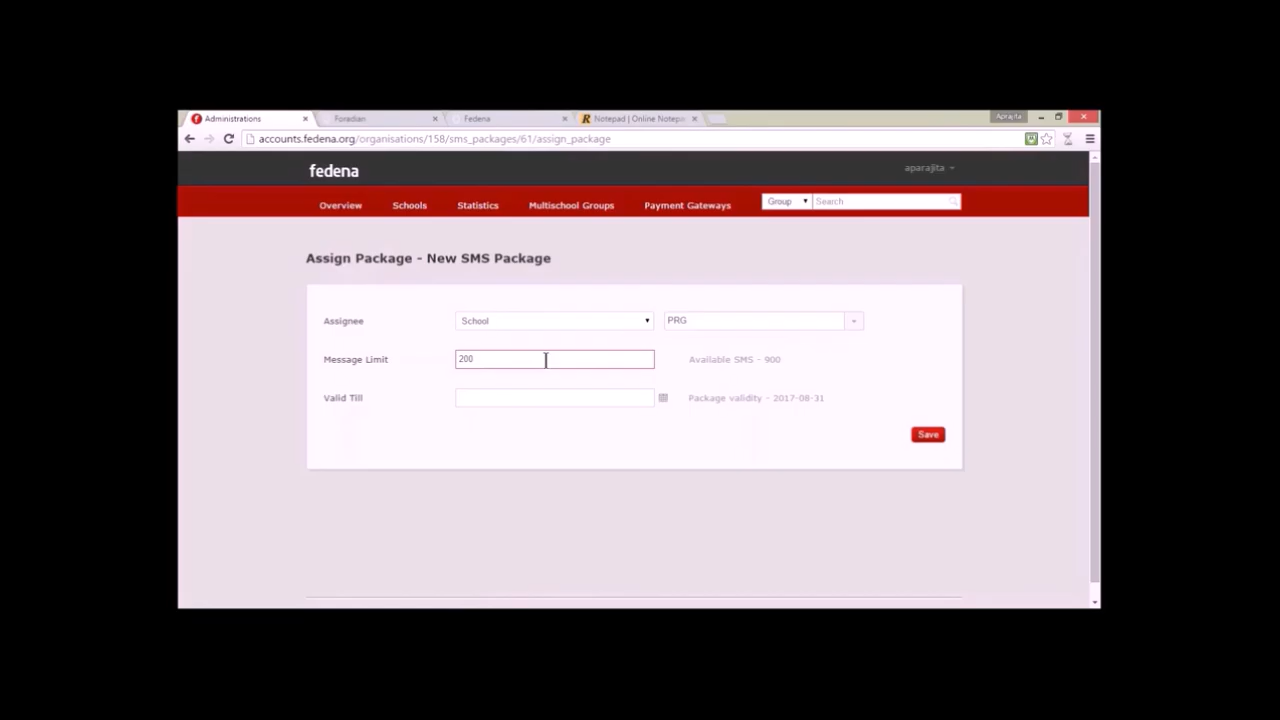 Administrations Foradian Fedena Notepad | Online Notepa Aprajita
accounts.fedena.org/organisations/158/sms_packages/61/assign_package
fedena aparajita
Overview Schools Statistics Multischool Groups Payment Gateways Group Search
Assign Package - New SMS Package
Assignee School PRG
Message Limit 200 Available SMS - 900
Valid Till Package validity - 2017-08-31
Save